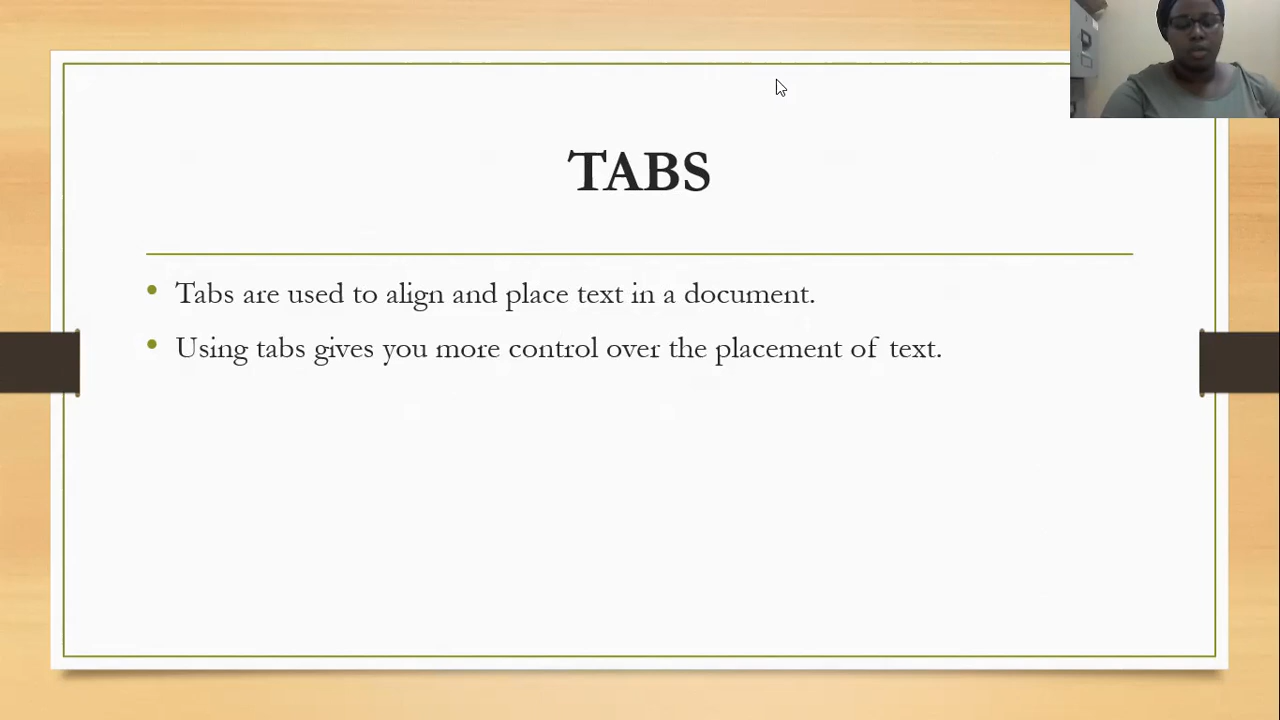 TABS
• Tabs are used to align and place text in a document.
• Using tabs gives you more control over the placement of text.